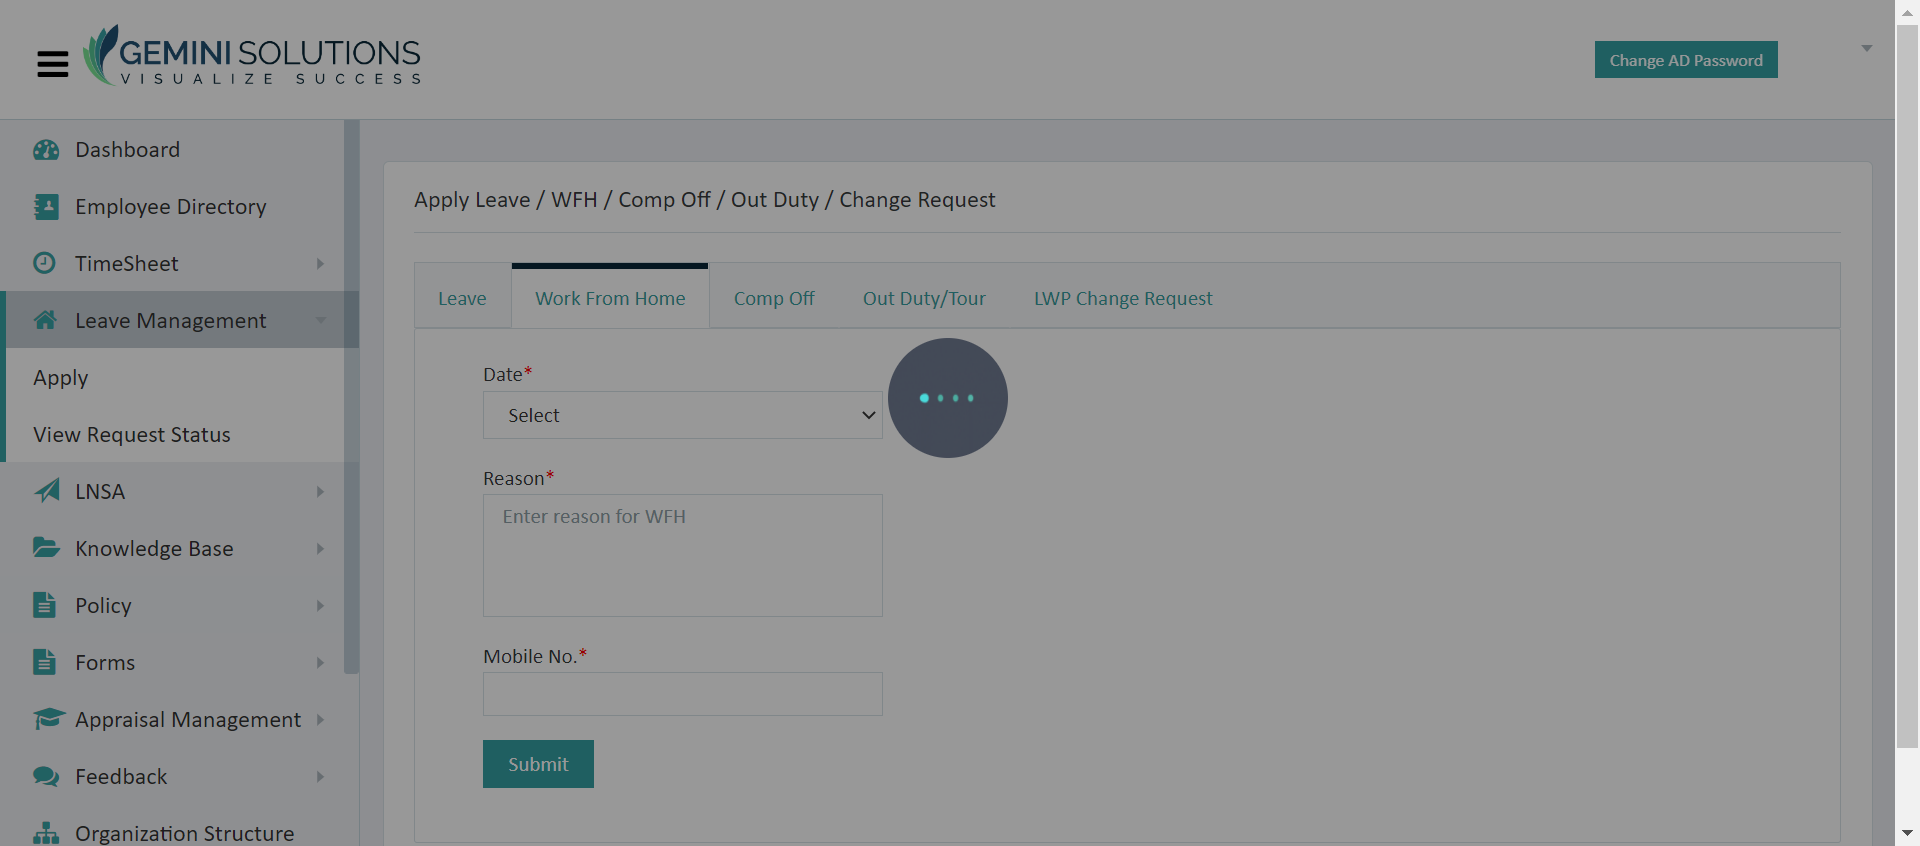 GEMINI SOLUTIONS
VISUALIZE SUCCESS
Change AD Password
Dashboard
Employee Directory
TimeSheet
Leave Management
Apply
View Request Status
LNSA
Knowledge Base
Policy
Forms
Appraisal Management
Feedback
Organization Structure
Apply Leave / WFH / Comp Off / Out Duty / Change Request
Leave Work From Home Comp Off Out Duty/Tour LWP Change Request
Date*
Select
Reason*
Enter reason for WFH
Mobile No.*
Submit